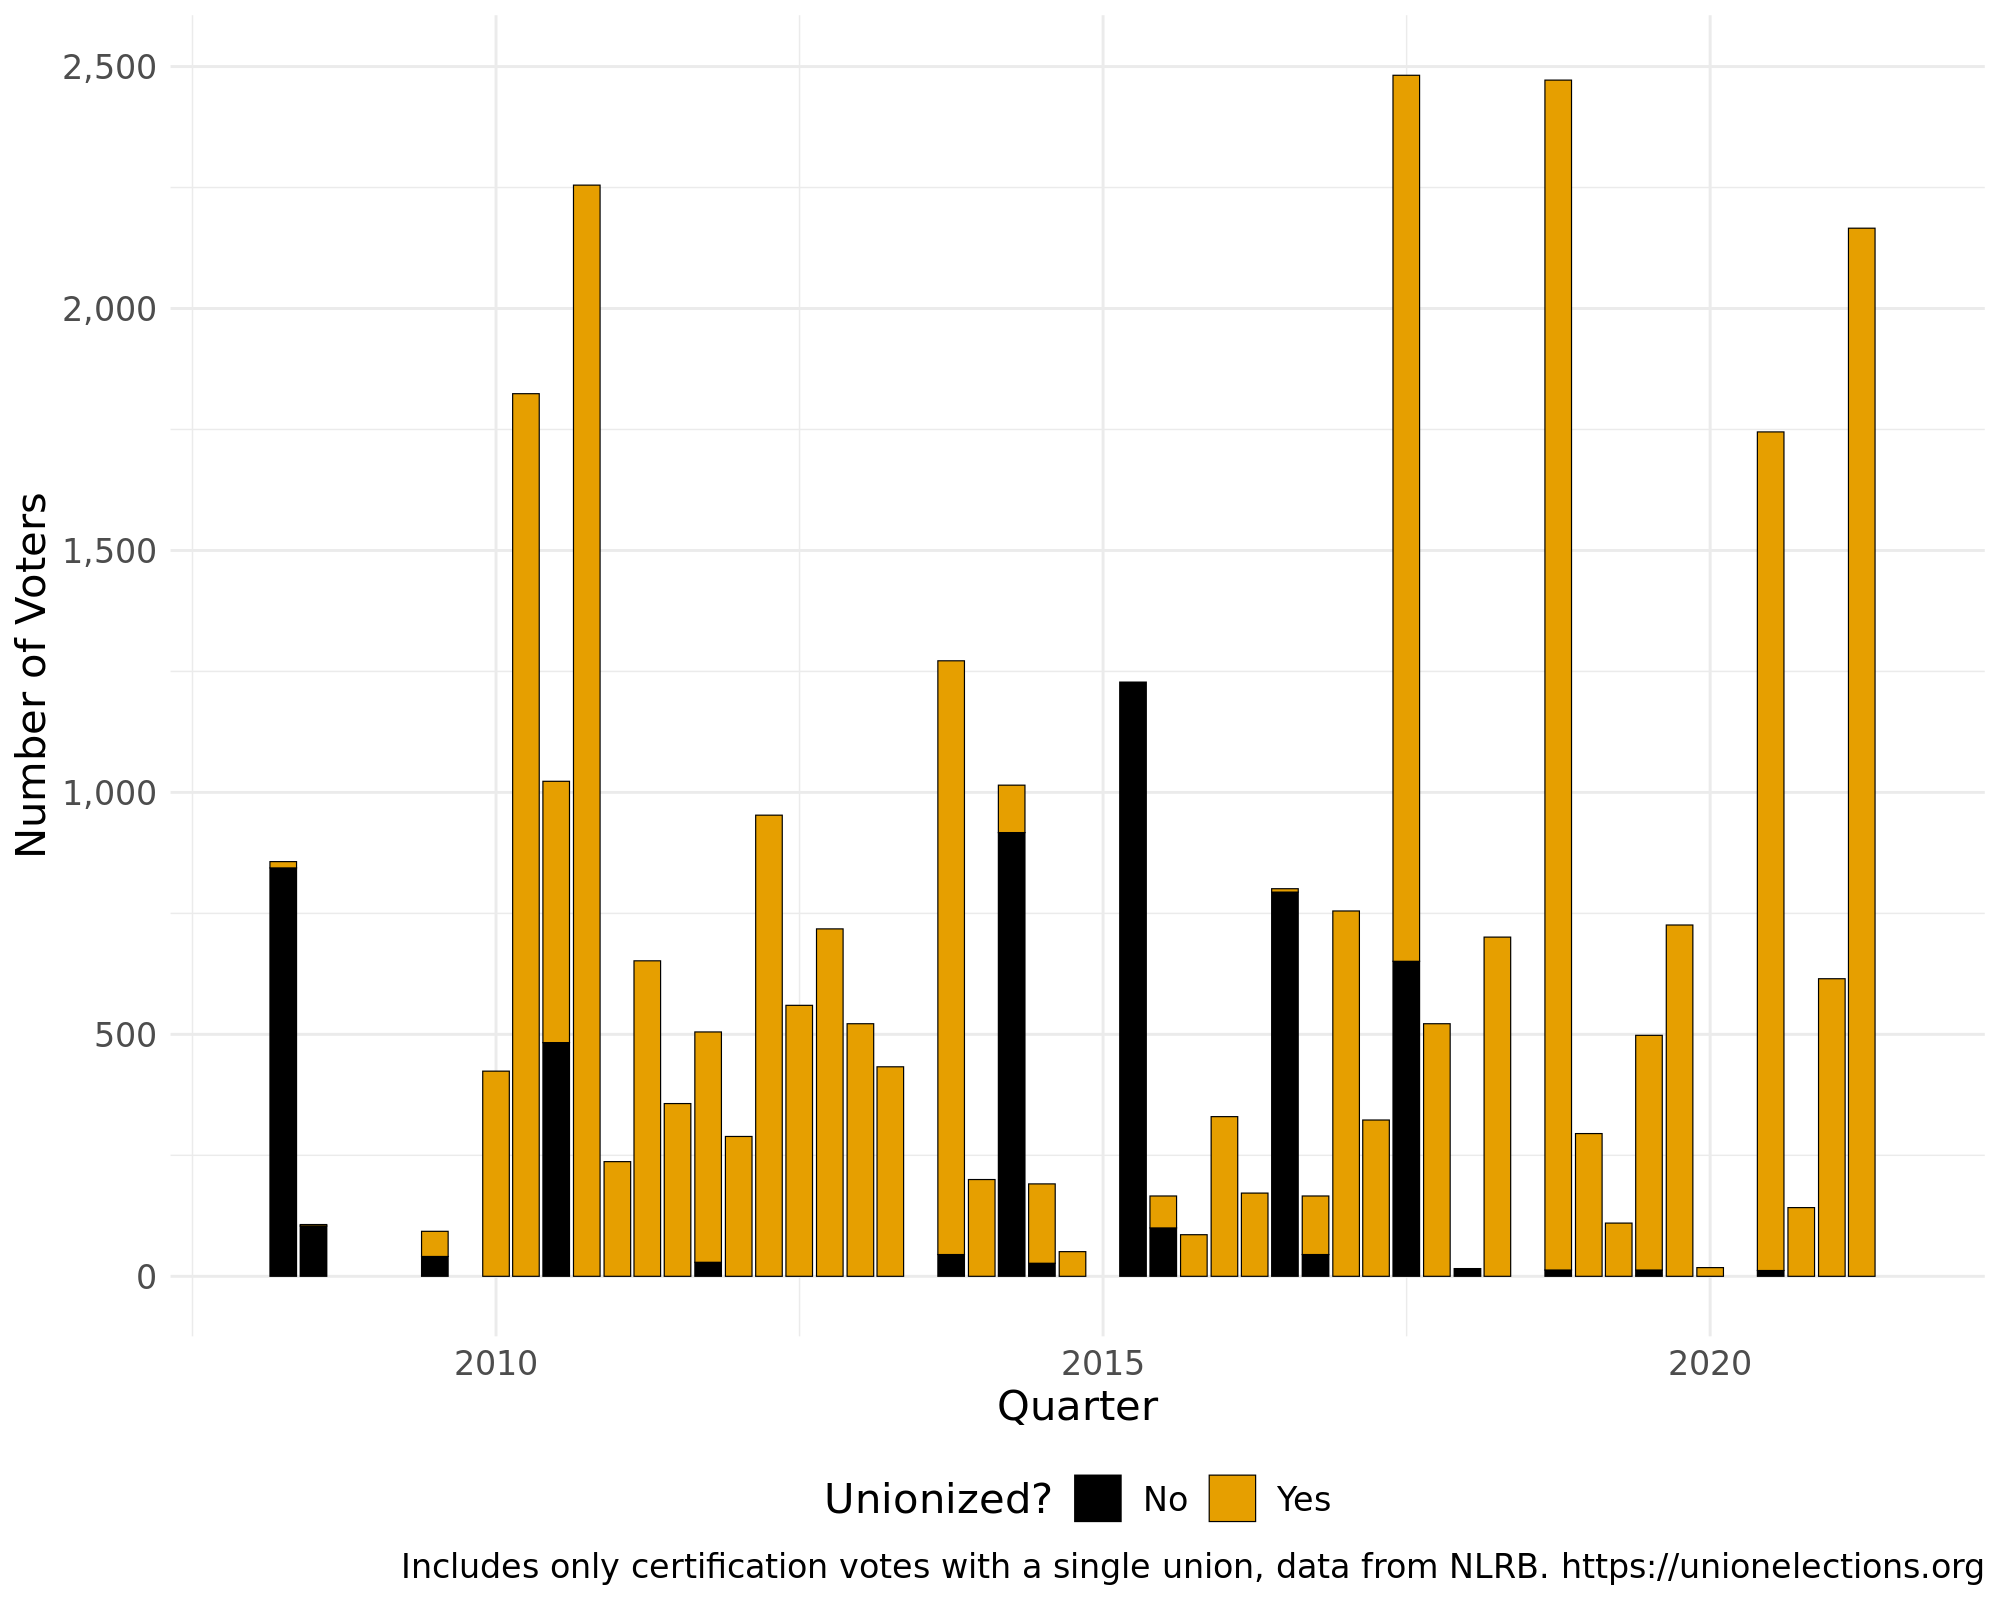 2,500
2,000
1,500
1,000
500
0
Number of Voters
2010 2015 2020
Quarter
Unionized? No Yes
Includes only certification votes with a single union, data from NLRB. https://unionelections.org